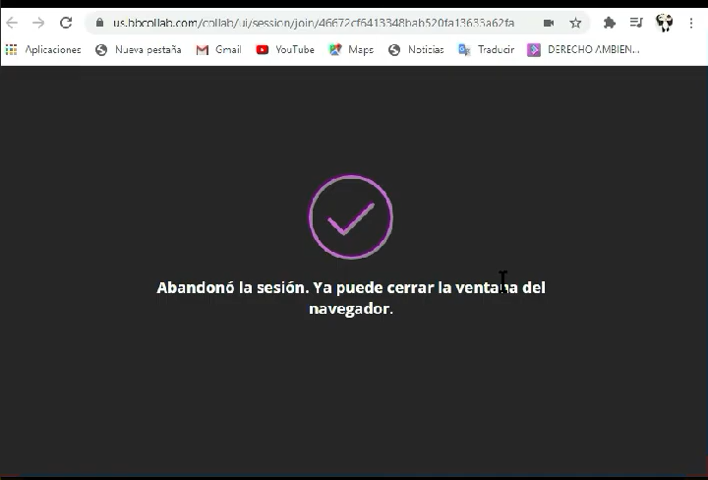 us.bbcollab.com/collab/ui/session/join/46672cf6413348bab520fa13633a62fa
Aplicaciones Nueva pestaña Gmail YouTube Maps Noticias Traducir DERECHO AMBIEN...
Abandonó la sesión. Ya puede cerrar la ventana del
navegador.